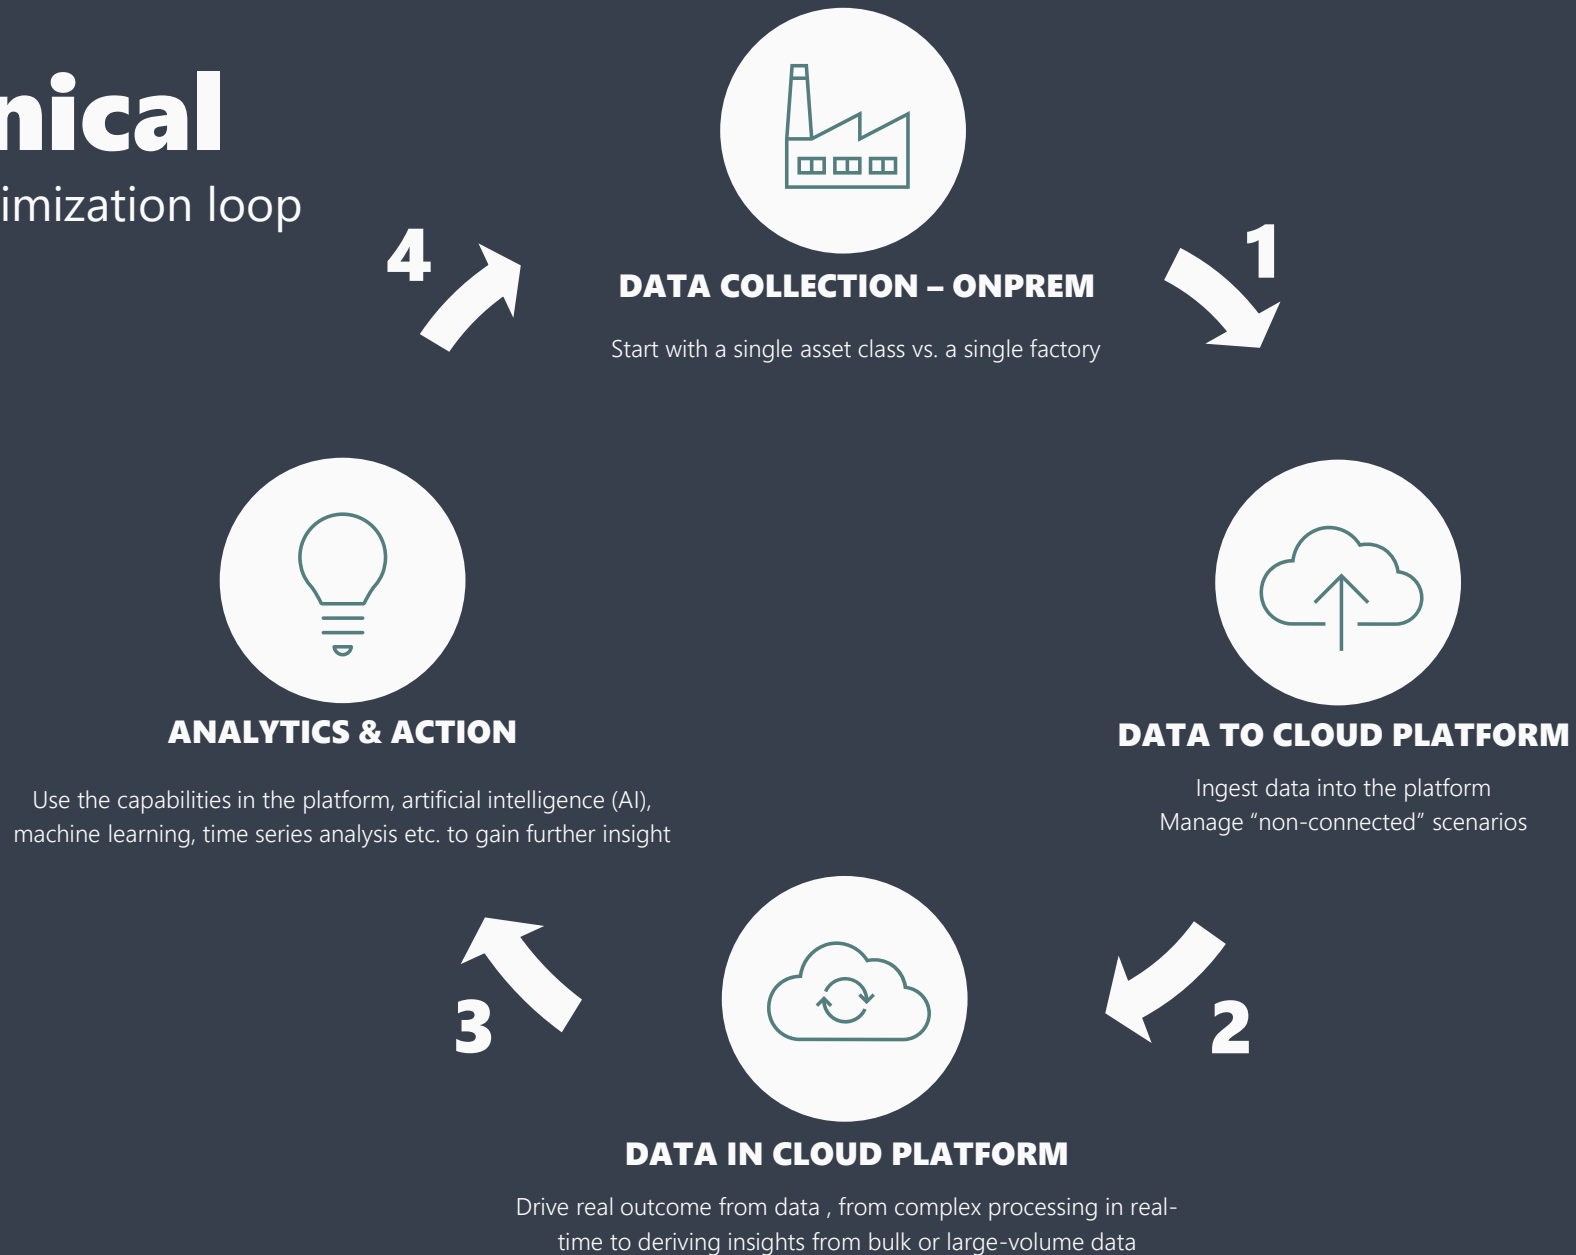 nical
imization loop
4
1
DATA COLLECTION – ONPREM
Start with a single asset class vs. a single factory
ANALYTICS & ACTION
Use the capabilities in the platform, artificial intelligence (AI),
machine learning, time series analysis etc. to gain further insight
DATA TO CLOUD PLATFORM
Ingest data into the platform
Manage “non-connected” scenarios
3
2
DATA IN CLOUD PLATFORM
Drive real outcome from data , from complex processing in real-
time to deriving insights from bulk or large-volume data